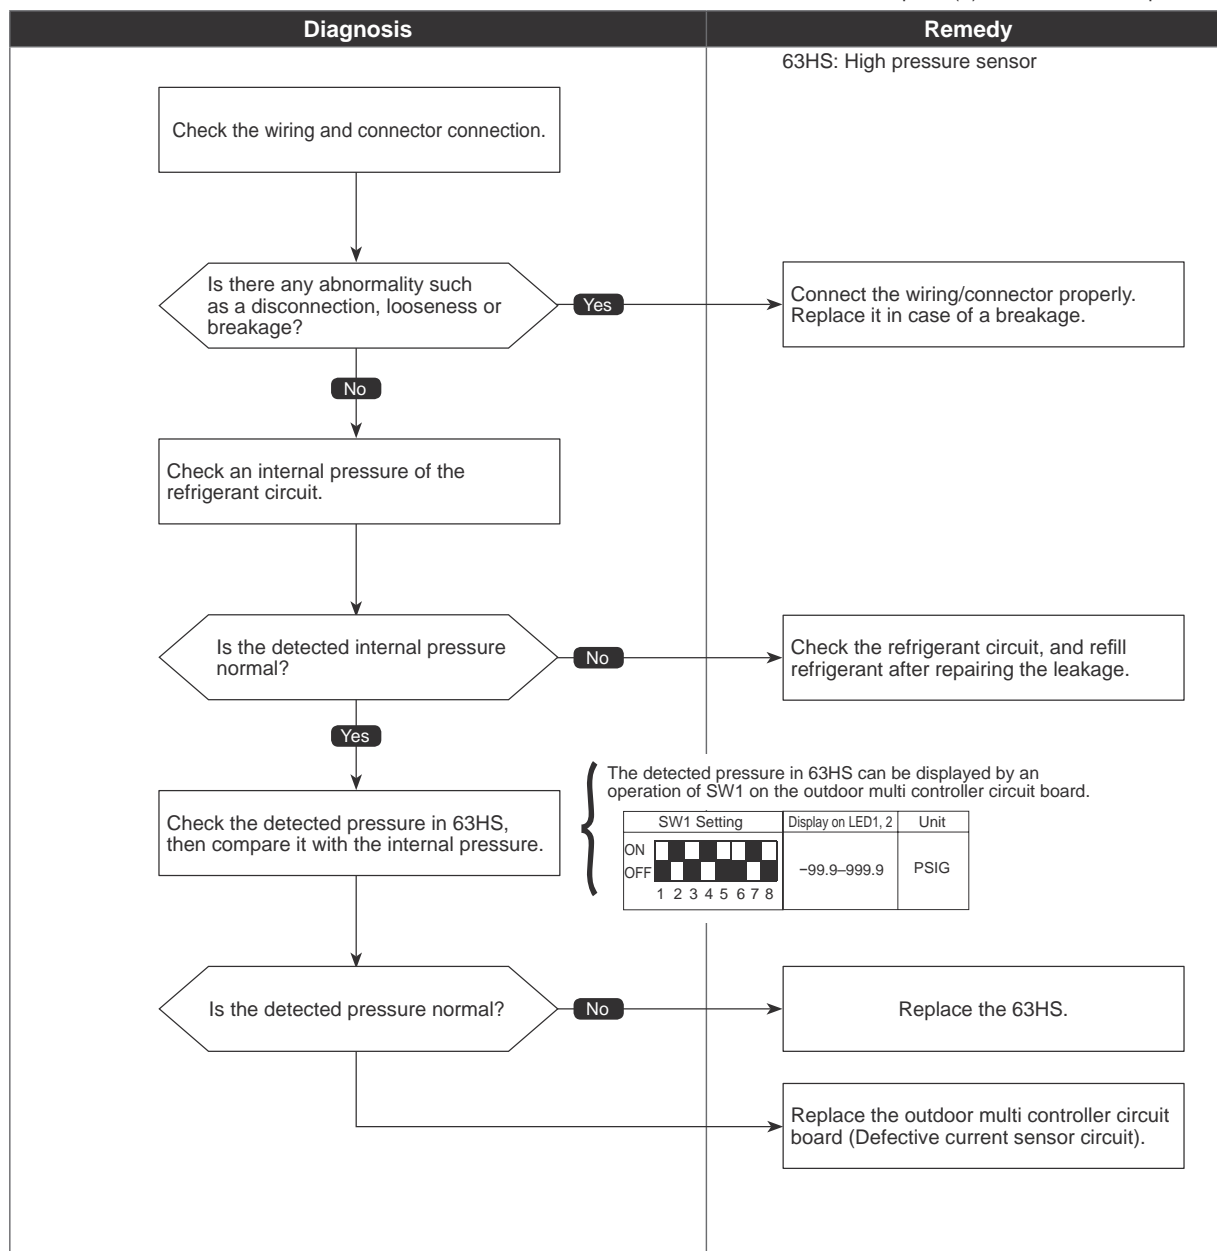 Diagnosis
Remedy
63HS: High pressure sensor
Check the wiring and connector connection.
Is there any abnormality such
as a disconnection, looseness or
breakage?
Yes
Connect the wiring/connector properly.
Replace it in case of a breakage.
No
Check an internal pressure of the
refrigerant circuit.
Is the detected internal pressure
normal?
No
Check the refrigerant circuit, and refill
refrigerant after repairing the leakage.
Yes
The detected pressure in 63HS can be displayed by an
operation of SW1 on the outdoor multi controller circuit board.
Check the detected pressure in 63HS,
then compare it with the internal pressure.
SW1 Setting
Display on LED1, 2
Unit
ON
OFF
1 2 3 4 5 6 7 8
−99.9–999.9
PSIG
Is the detected pressure normal?
No
Replace the 63HS.
Replace the outdoor multi controller circuit
board (Defective current sensor circuit).